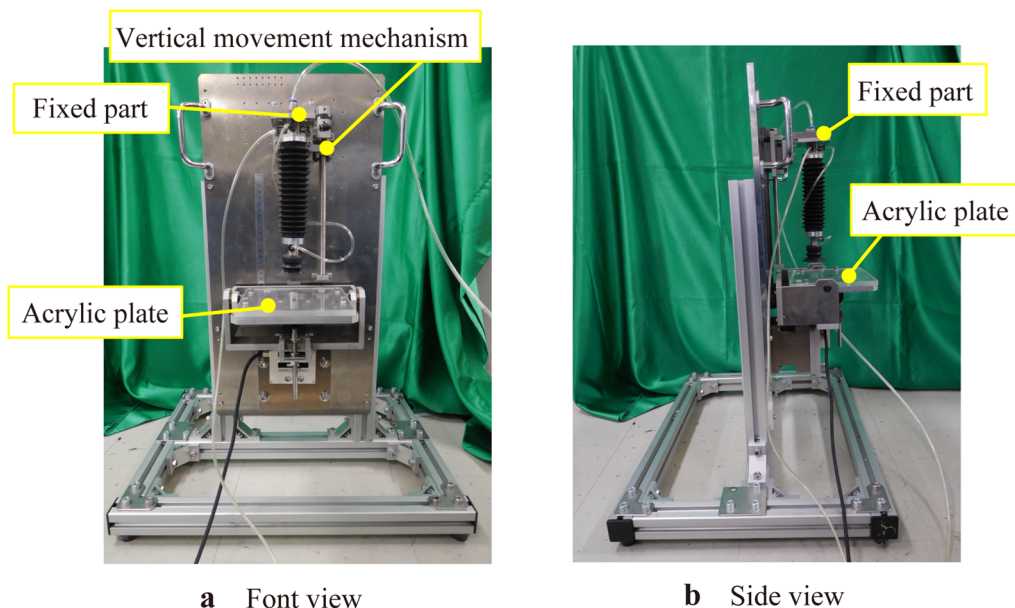 Vertical movement mechanism
Fixed part
Acrylic plate
Fixed part
Acrylic plate
a Font view
b Side view